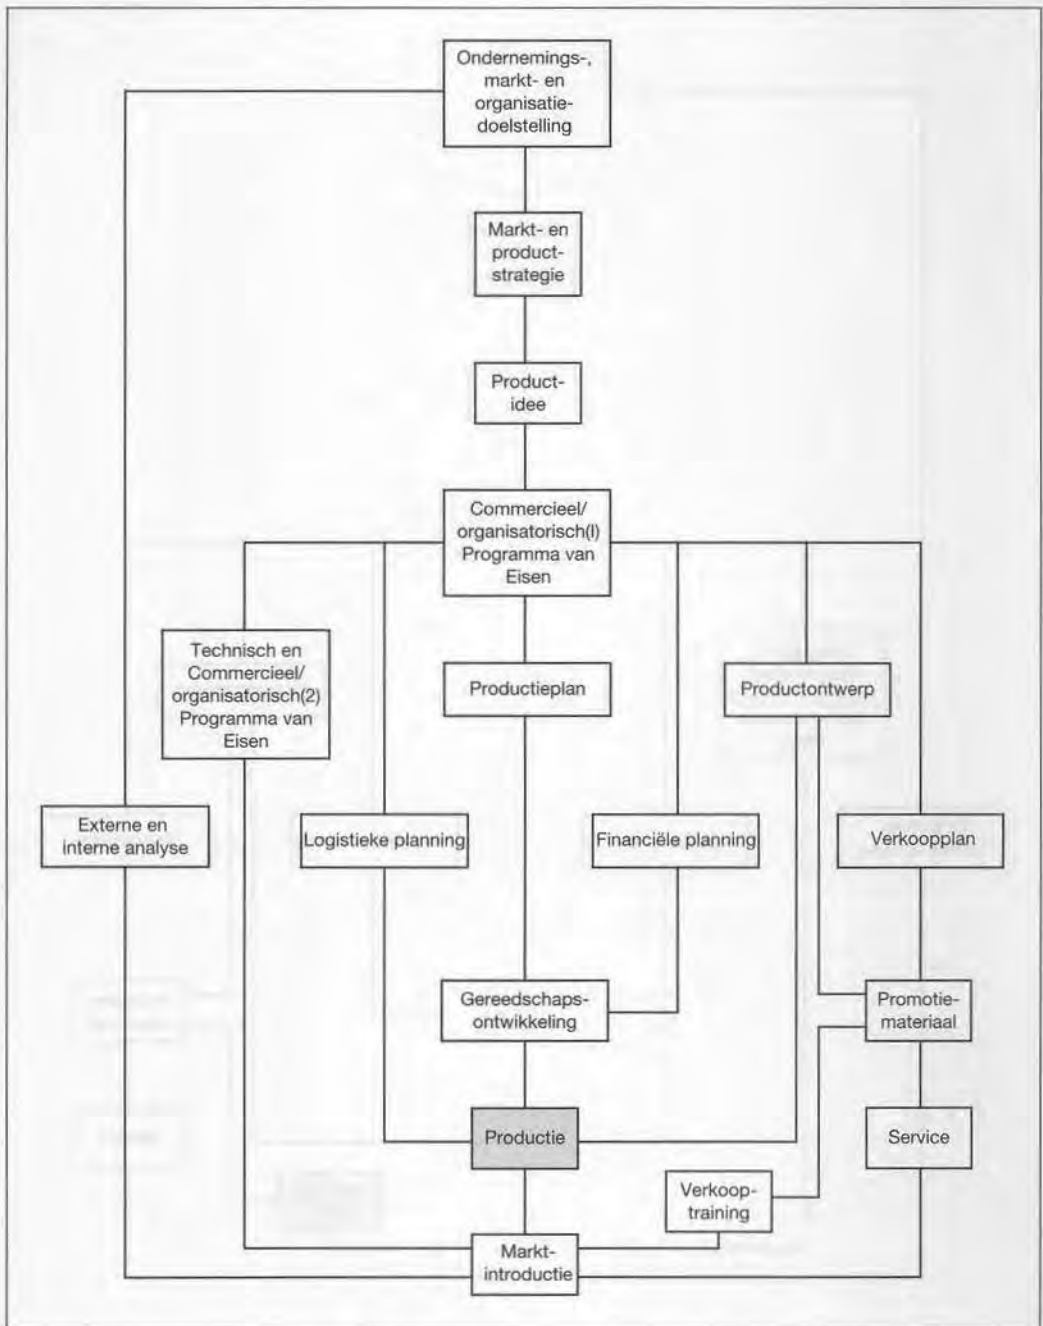 Ondernemings-,
markt- en
organisatie-
doelstelling
Markt- en
product-
strategie
Product-
idee
Commercieel/
organisatorisch(l)
Programma van
Eisen
Technisch en
Commercieel/
organisatorisch(2)
Programma van
Eisen
Productieplan
Productontwerp
Externe en
interne analyse
Logistieke planning
Financiële planning
Verkoopplan
Gereedschaps-
ontwikkeling
Promotie-
materiaal
Productie
Service
Verkoop-
training
Markt-
introductie